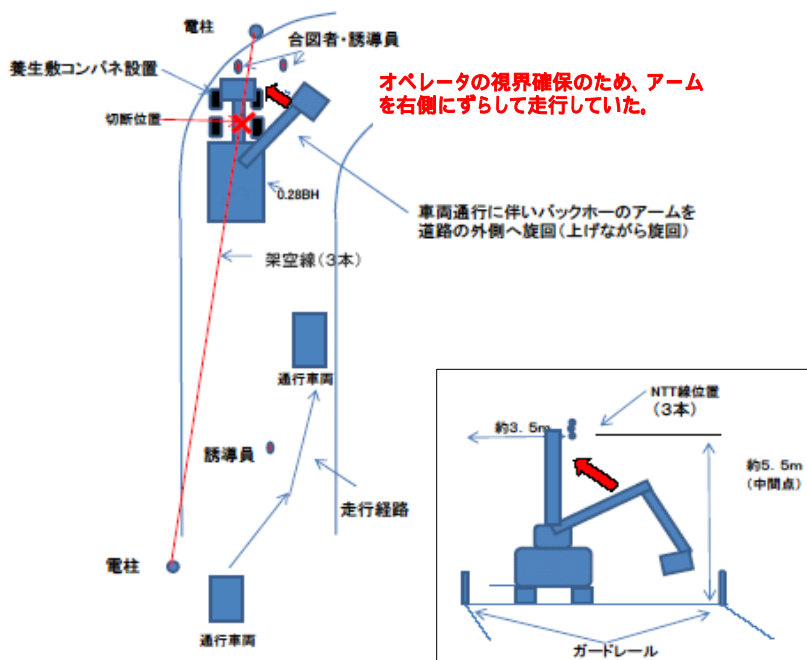 電柱
合図者・誘導員
養生敷コンパネ設置
オペレータの視界確保のため、アーム
を右側にずらして走行していた。
切断位置
0.28BH
車両通行に伴いバックホーのアームを
道路の外側へ旋回(上げながら旋回)
架空線(3本)
通行車両
誘導員
走行経路
電柱
通行車両
NTT線位置
(3本)
約3.5m
約5.5m
(中間点)
ガードレール